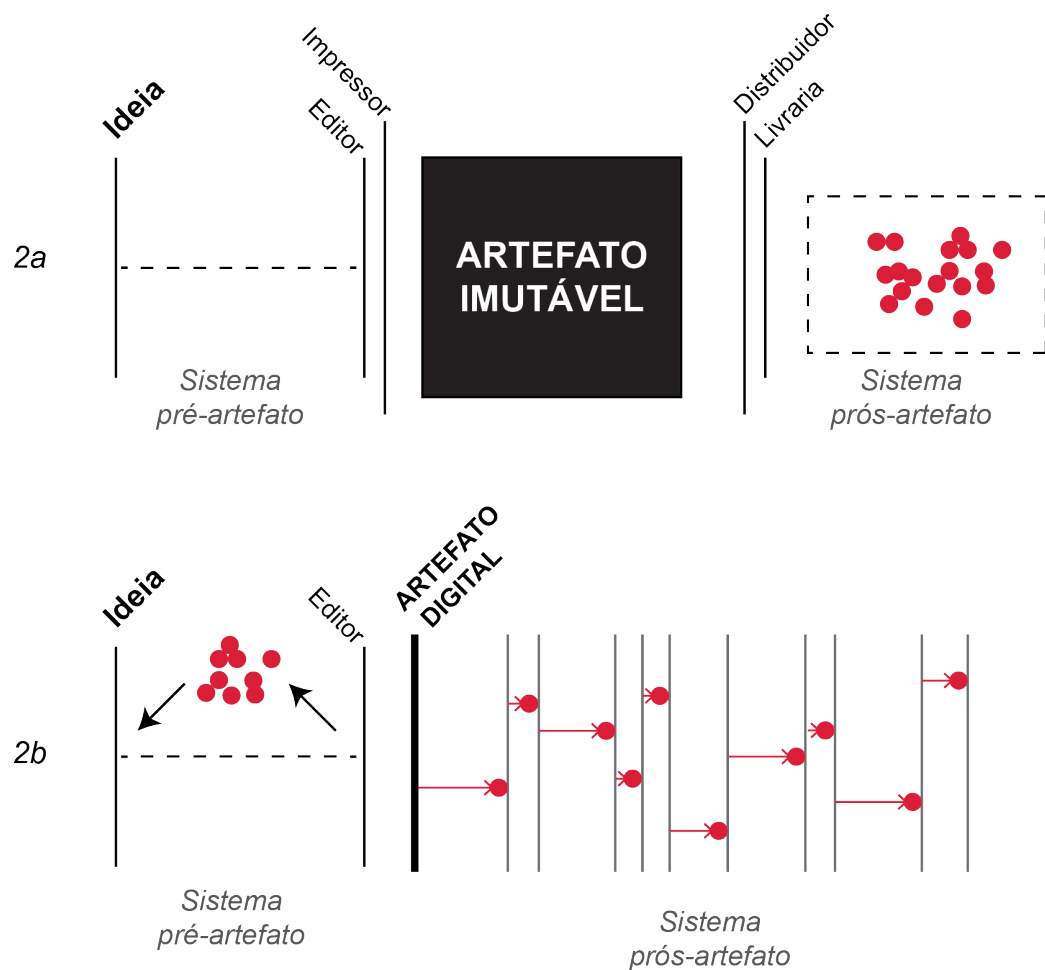 Ideia
Impressor
Editor
Distribuidor
Livraria
2a
ARTEFATO
IMUTÁVEL
Sistema
pré-artefato
Sistema
prós-artefato
Ideia
Editor
ARTEFATO
DIGITAL
2b
Sistema
pré-artefato
Sistema
prós-artefato